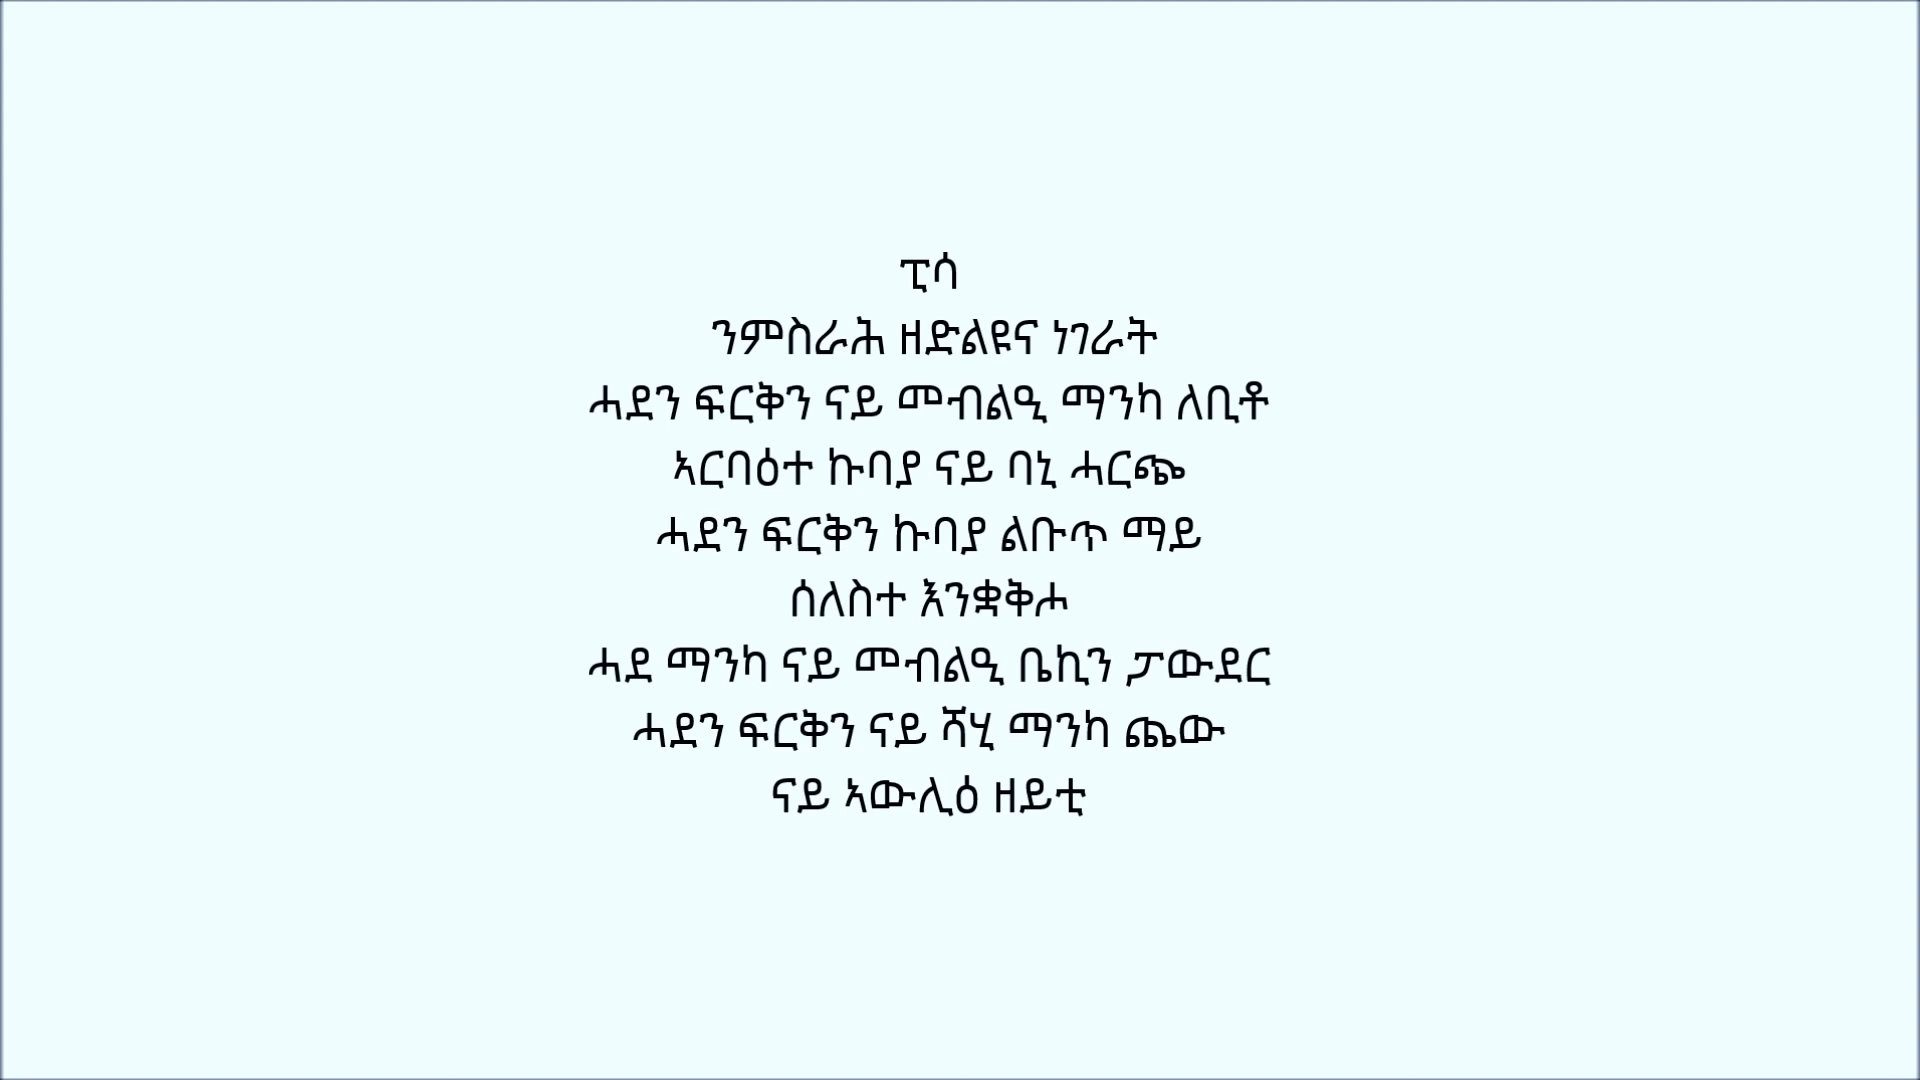 ፒሳ
ንምስራሕ ዘድልዩና ነገራት
ሓደን ፍርቅን ናይ መብልዒ ማንካ ለቢቶ
ኣርባዕተ ኩባያ ናይ ባኒ ሓርጭ
ሓደን ፍርቅን ኩባያ ልቡጥ ማይ
ሰለስተ እንቋቅሖ
ሓደ ማንካ ናይ መብልዒ ቤኪን ፓውደር
ሓደን ፍርቅን ናይ ሻሂ ማንካ ጨው
ናይ ኣውሊዕ ዘይቲ